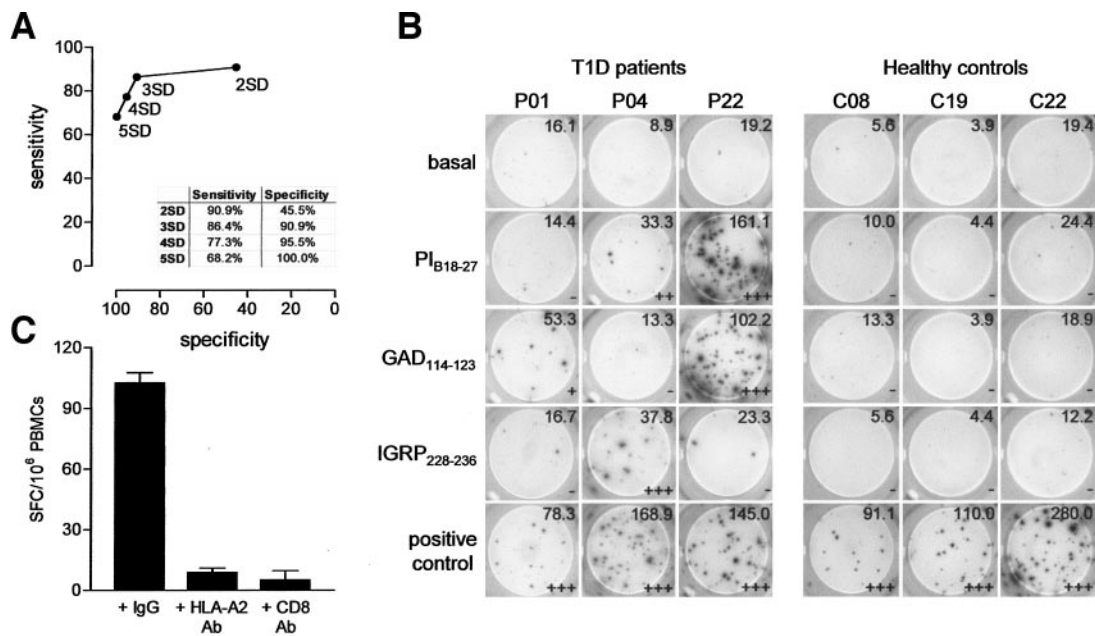 A
100
80
60
40
20
0
sensitivity
2SD
3SD
4SD
5SD
Sensitivity Specificity
2SD 90.9% 45.5%
3SD 86.4% 90.9%
4SD 77.3% 95.5%
5SD 68.2% 100.0%
100 80 60 40 20 0
specificity
B
T1D patients Healthy controls
P01 P04 P22 C08 C19 C22
basal 16.1 8.9 19.2 5.6 3.9 19.4
PI_B18-27 14.4 33.3 161.1 10.0 4.4 24.4
- ++ +++ - - -
GAD_114-123 53.3 13.3 102.2 13.3 3.9 18.9
+ - +++ - - -
IGRP_228-236 16.7 37.8 23.3 5.6 4.4 12.2
- +++ - - - -
positive control 78.3 168.9 145.0 91.1 110.0 280.0
+++ +++ +++ +++ +++ +++
C
120
90
60
30
0
SFC/10⁶ PBMCs
+ IgG + HLA-A2 + CD8
Ab Ab